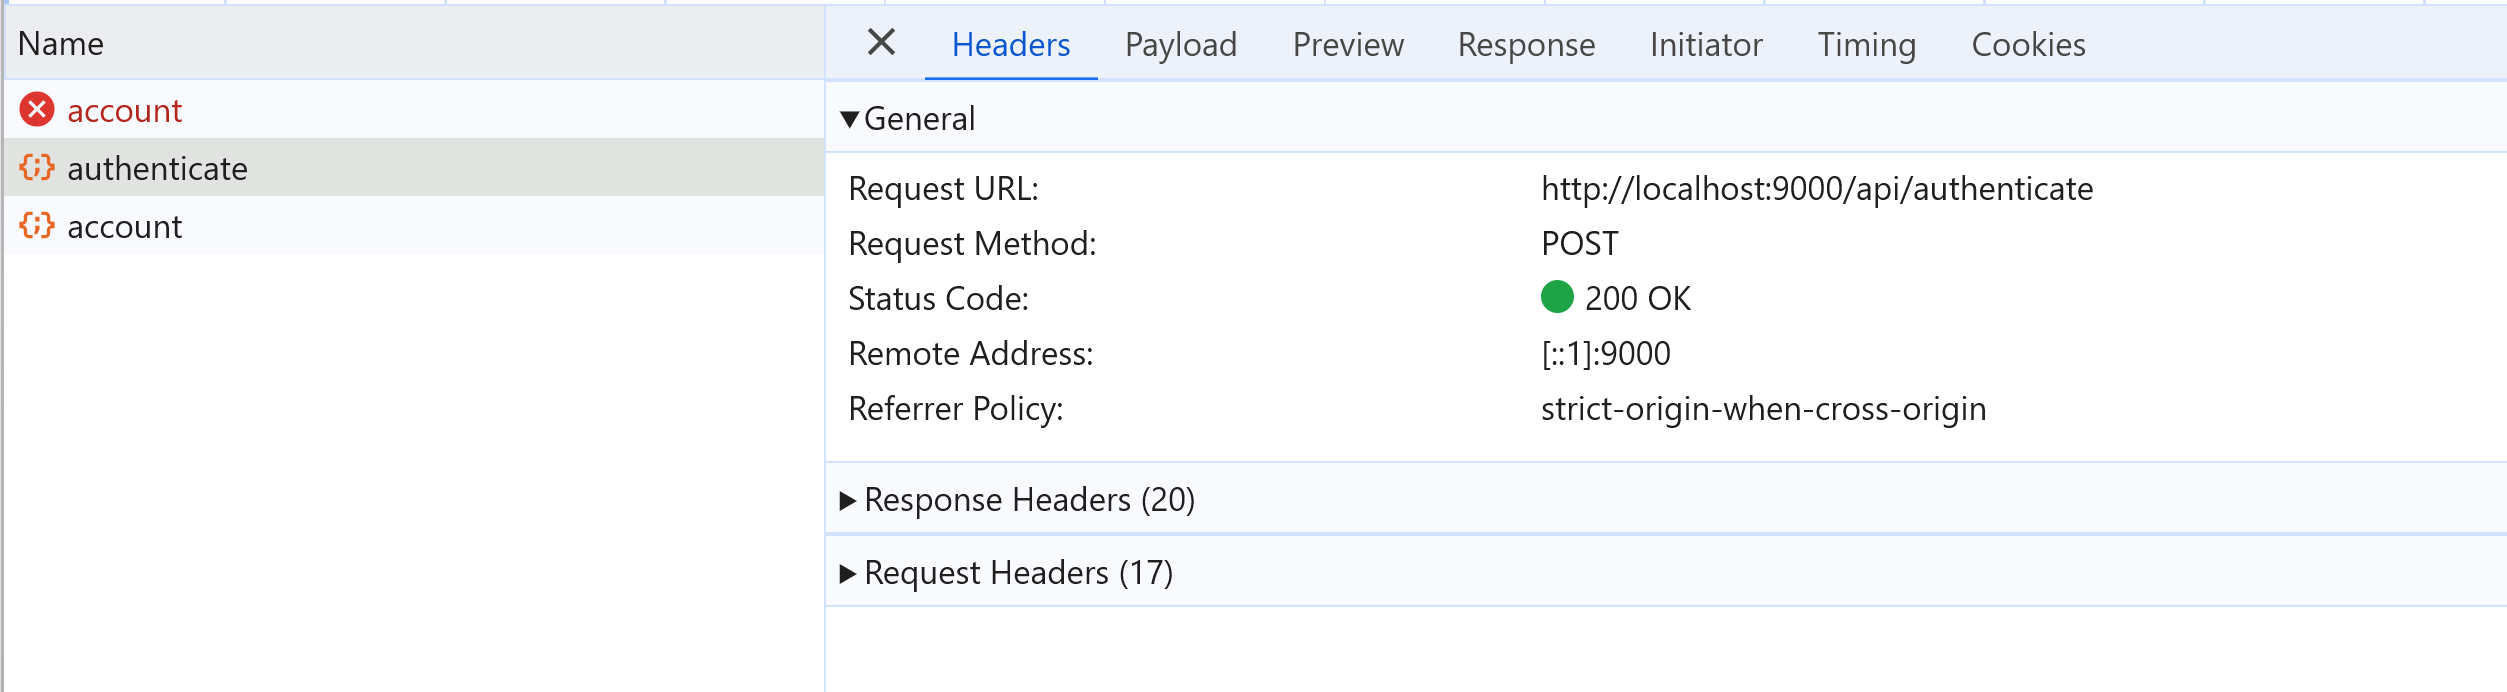 Name
account
authenticate
account
Headers Payload Preview Response Initiator Timing Cookies
General
Request URL: http://localhost:9000/api/authenticate
Request Method: POST
Status Code: 200 OK
Remote Address: [::1]:9000
Referrer Policy: strict-origin-when-cross-origin
Response Headers (20)
Request Headers (17)